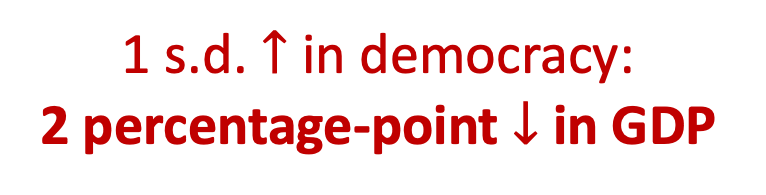 1 s.d. ↑ in democracy:
2 percentage-point ↓ in GDP